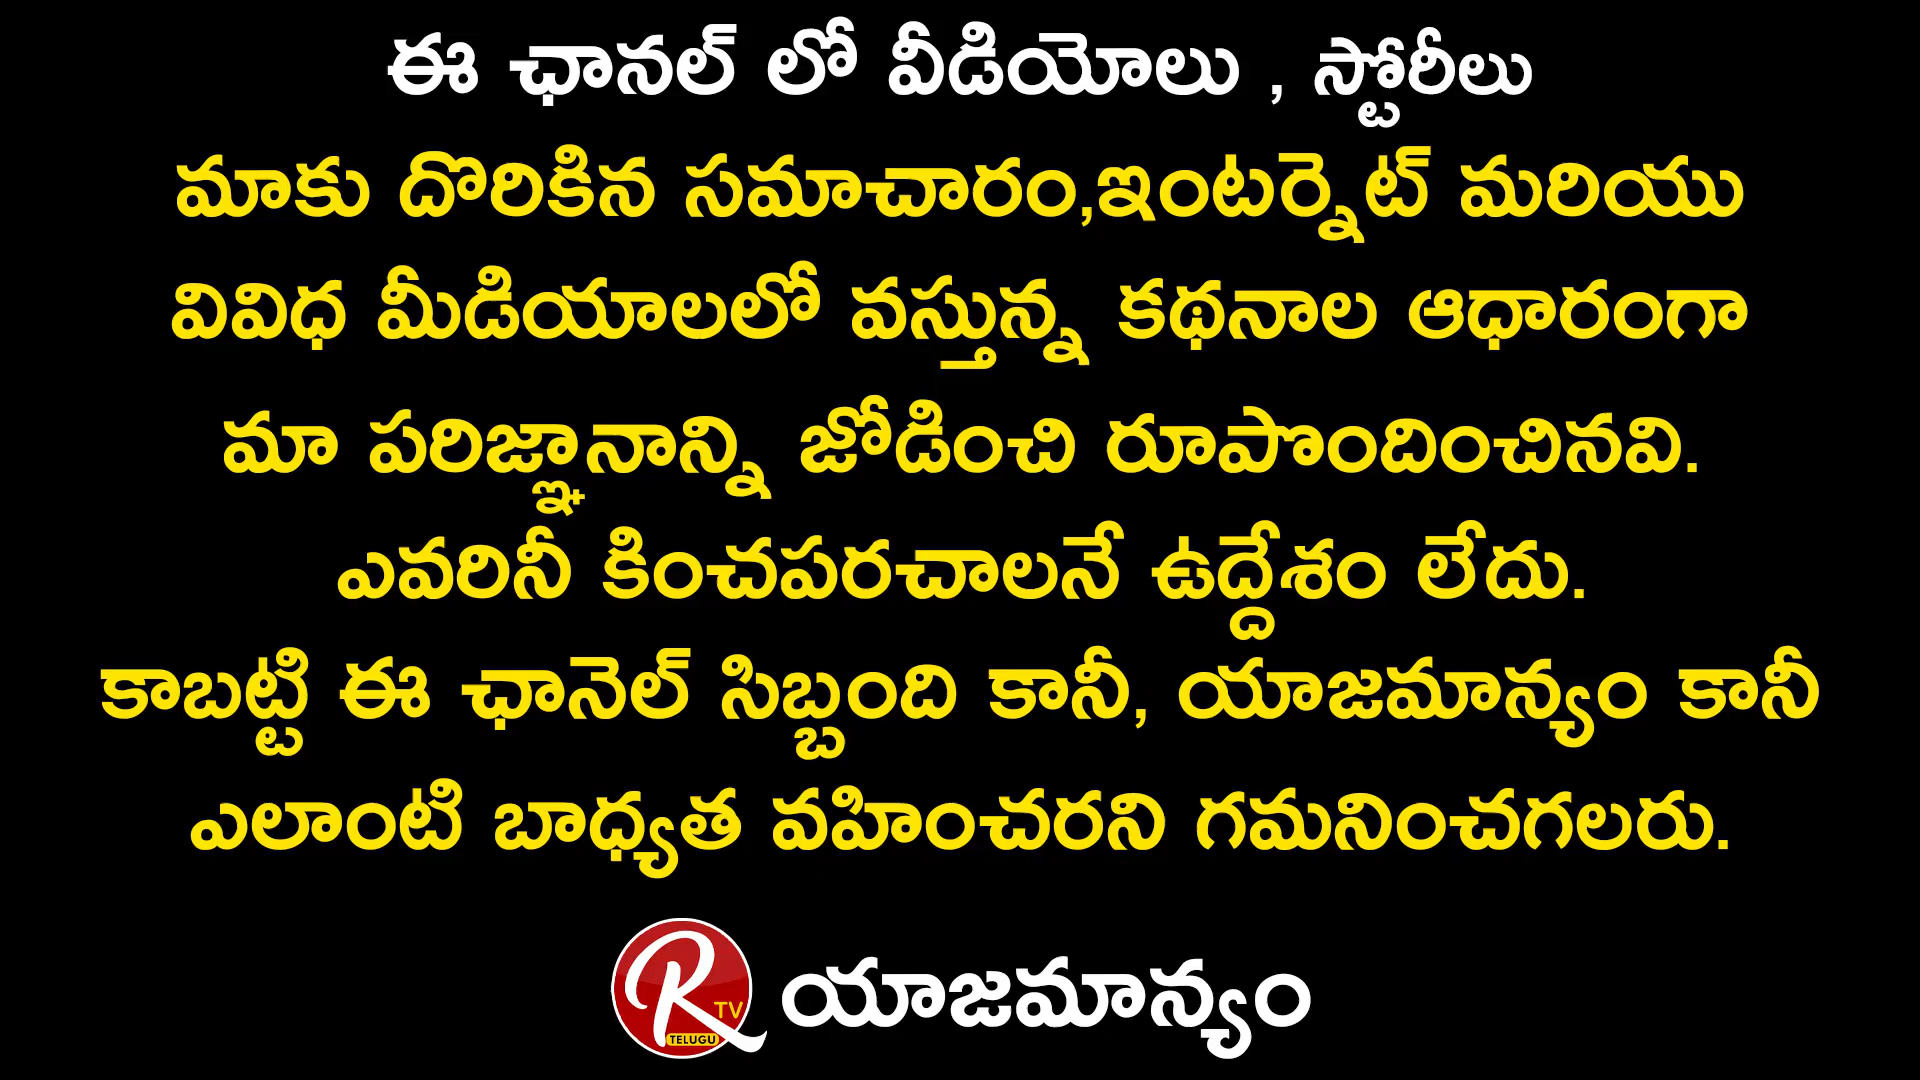 ఈ ఛానల్ లో వీడియోలు , స్టోరీలు
మాకు దొరికిన సమాచారం,ఇంటర్నెట్ మరియు
వివిధ మీడియాలలో వస్తున్న కథనాల ఆధారంగా
మా పరిజ్ఞానాన్ని జోడించి రూపొందించినవి.
ఎవరినీ కించపరచాలనే ఉద్దేశం లేదు.
కాబట్టి ఈ ఛానెల్ సిబ్బంది కానీ, యాజమాన్యం కానీ
ఎలాంటి బాధ్యత వహించరని గమనించగలరు.
R TV TELUGU యాజమాన్యం